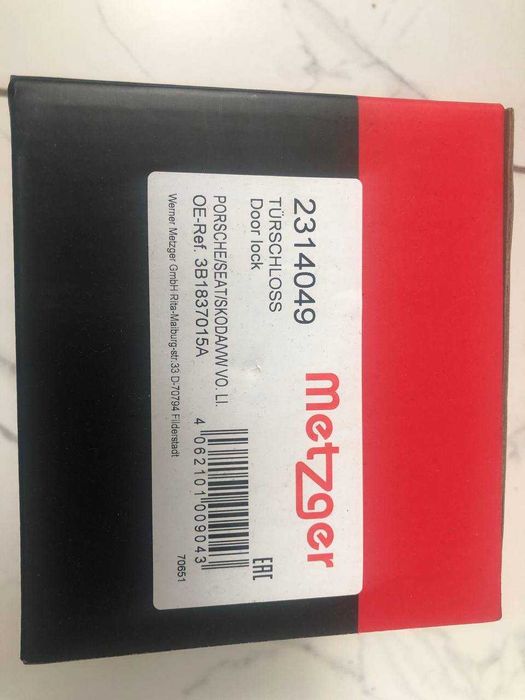 2314049
TÜRSCHLOSS
Door lock
metzger
PORSCHE/SEAT/SKODA/VW VO. LI.
OE-Ref. 3B1837015A
Werner Metzger GmbH Rita-Maiburg-str.33 D-70794 Filderstadt
4 062101 009043
EAC
70651